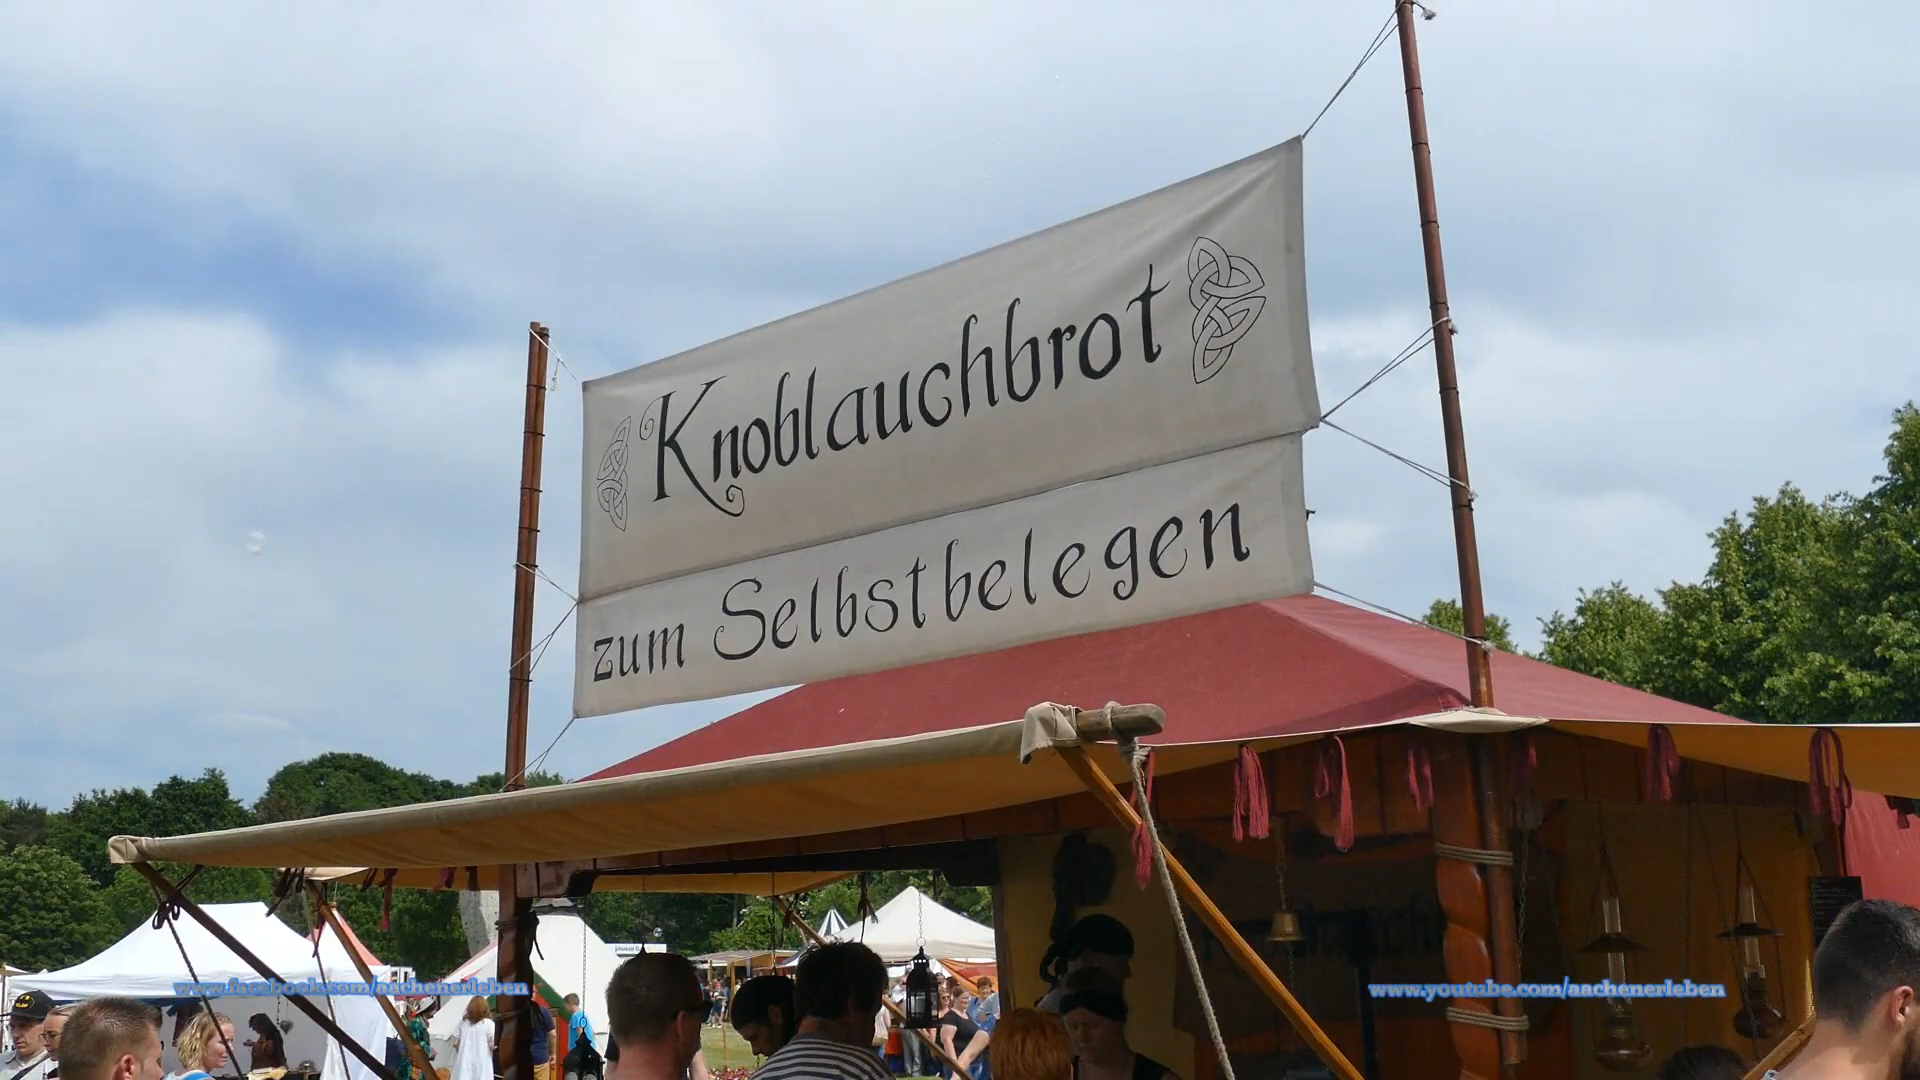 Knoblauchbrot
zum Selbstbelegen
www.facebook.com/aachenerleben
www.youtube.com/aachenerleben